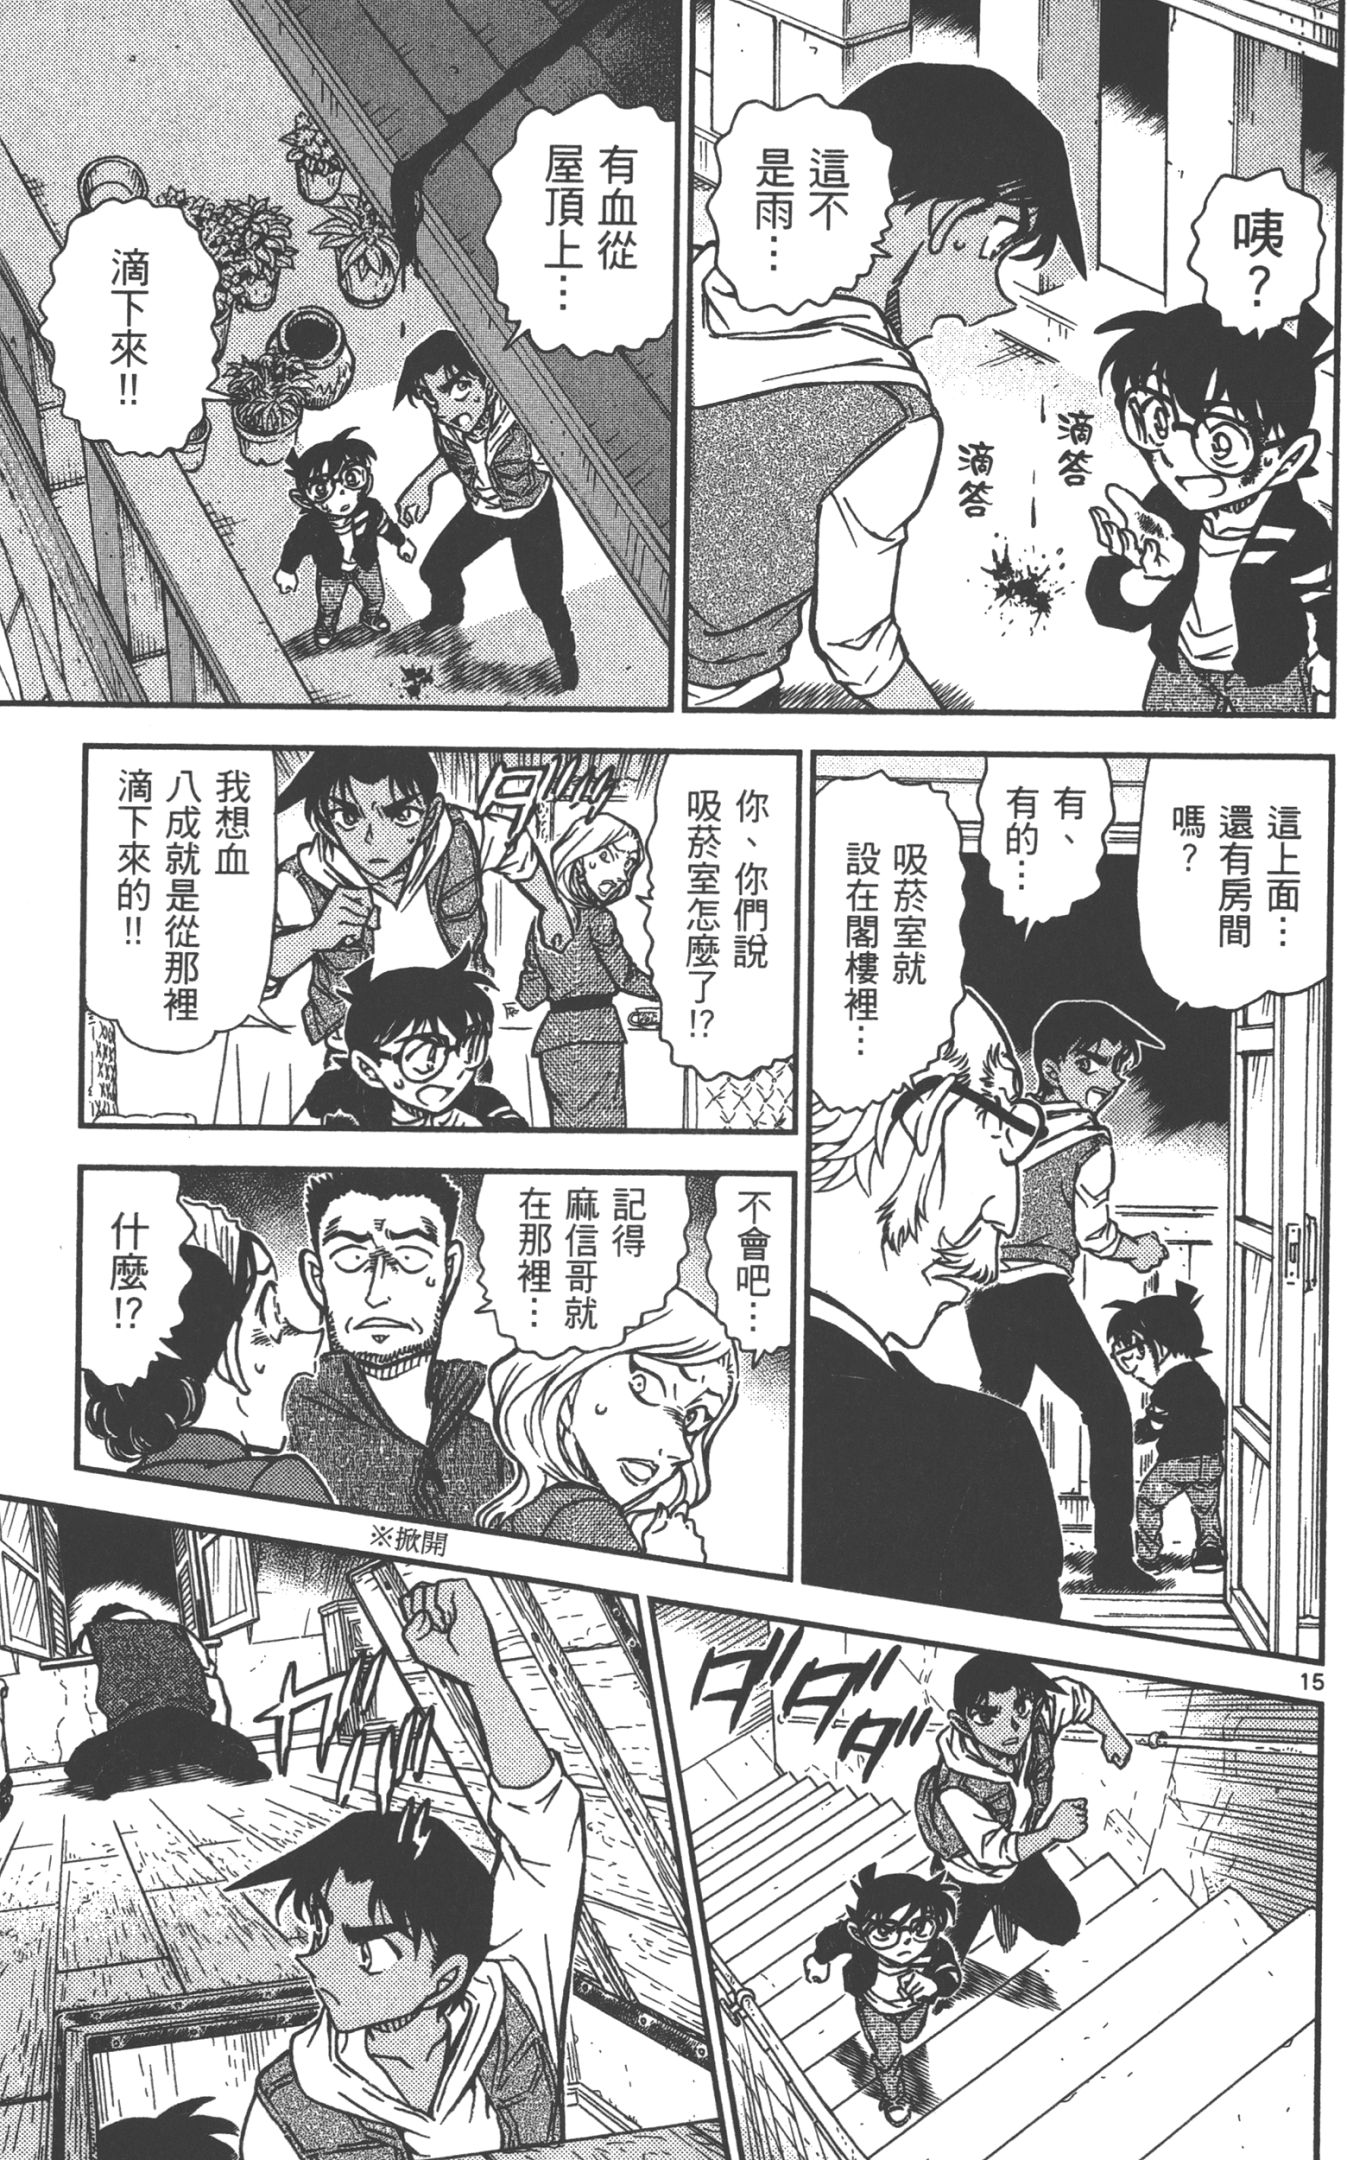 咦？
這不
是雨…
滴答
滴答
有血從
屋頂上…
滴下來!!
這上面…
還有房間
嗎？
有、
有的…
吸菸室就
設在閣樓裡…
你、你們說
吸菸室怎麼了!?
我想血
八成就是從那裡
滴下來的!!
不會吧…
記得
麻信哥就
在那裡…
什麼!?
15
ダダダ
※掀開